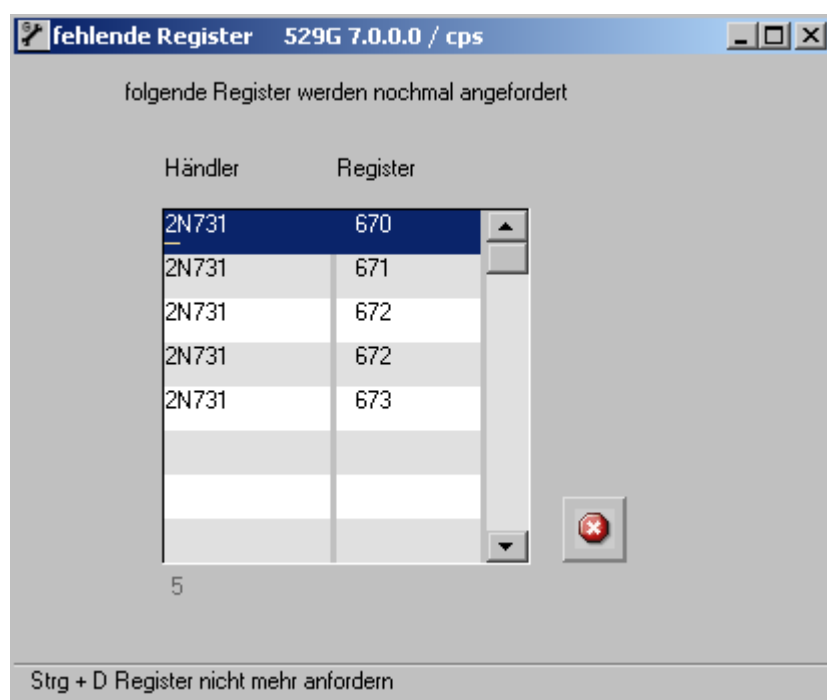 fehlende Register 529G 7.0.0.0 / cps
folgende Register werden nochmal angefordert
Händler Register
2N731 670
2N731 671
2N731 672
2N731 672
2N731 673
5
Strg + D Register nicht mehr anfordern